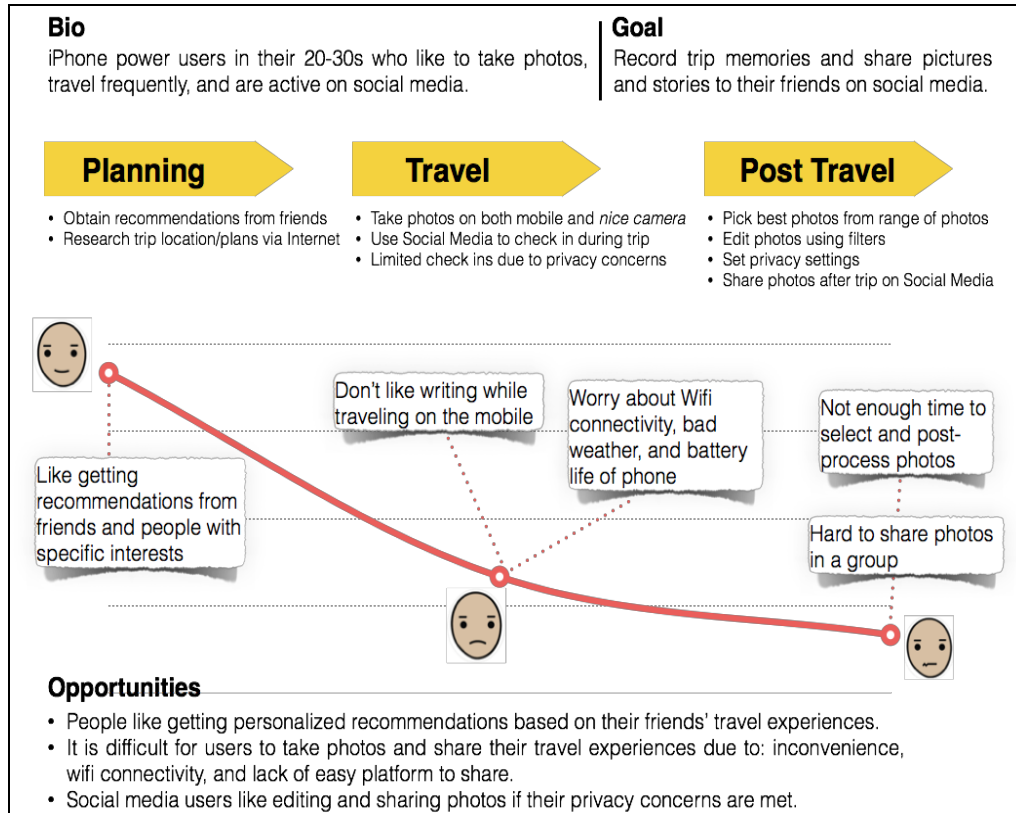 Bio
iPhone power users in their 20-30s who like to take photos,
travel frequently, and are active on social media.
Goal
Record trip memories and share pictures
and stories to their friends on social media.
Planning
• Obtain recommendations from friends
• Research trip location/plans via Internet
Travel
• Take photos on both mobile and nice camera
• Use Social Media to check in during trip
• Limited check ins due to privacy concerns
Post Travel
• Pick best photos from range of photos
• Edit photos using filters
• Set privacy settings
• Share photos after trip on Social Media
Like getting
recommendations from
friends and people with
specific interests
Don't like writing while
traveling on the mobile
Worry about Wifi
connectivity, bad
weather, and battery
life of phone
Not enough time to
select and post-
process photos
Hard to share photos
in a group
Opportunities
• People like getting personalized recommendations based on their friends' travel experiences.
• It is difficult for users to take photos and share their travel experiences due to: inconvenience,
wifi connectivity, and lack of easy platform to share.
• Social media users like editing and sharing photos if their privacy concerns are met.